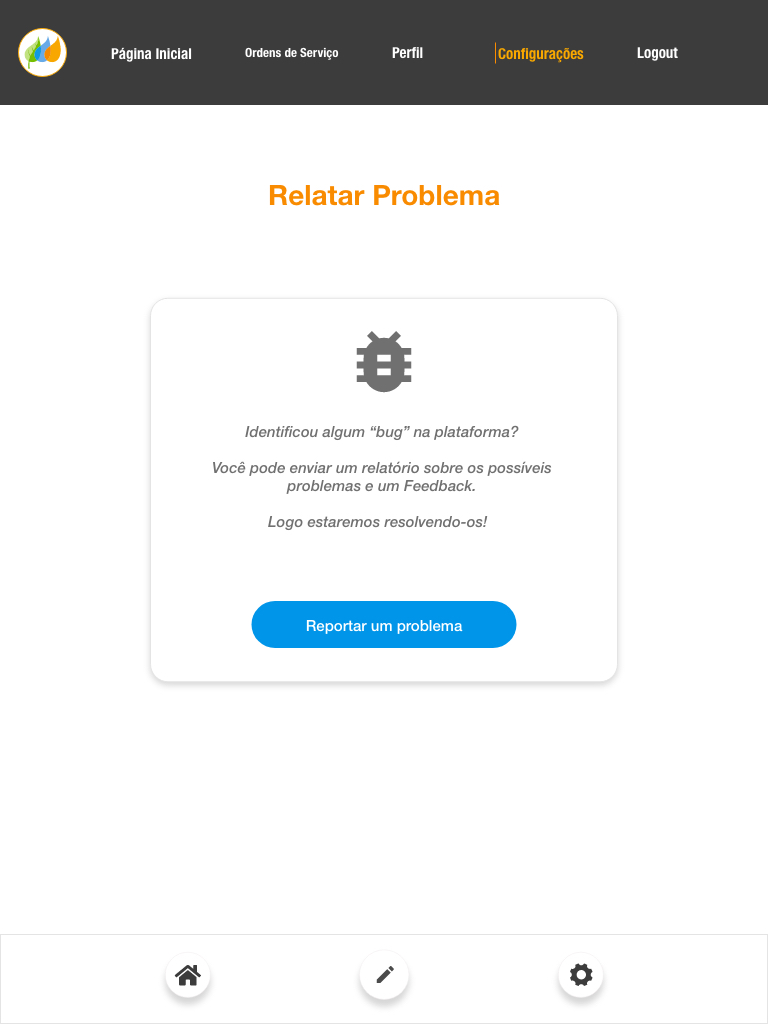 Página Inicial
Ordens de Serviço
Perfil
Configurações
Logout
Relatar Problema
Identificou algum “bug” na plataforma?
Você pode enviar um relatório sobre os possíveis
problemas e um Feedback.
Logo estaremos resolvendo-os!
Reportar um problema